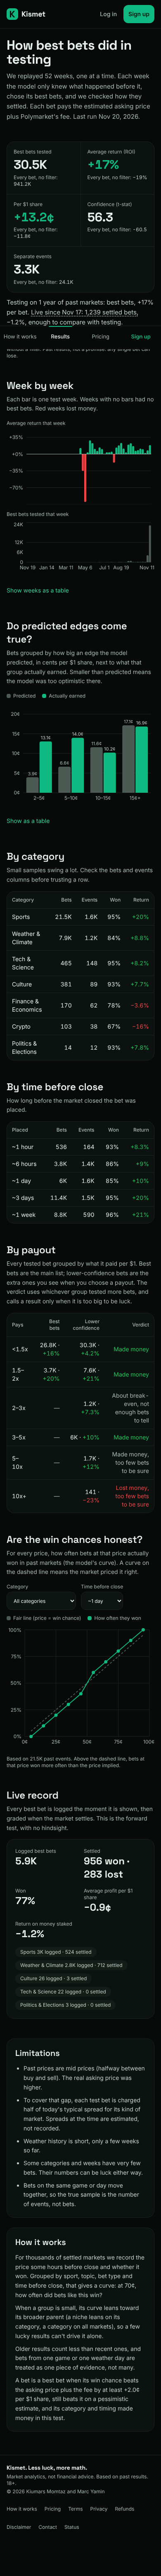 Kismet
Log in
Sign up
How best bets did in
testing
We replayed 52 weeks, one at a time. Each week
the model only knew what happened before it,
chose its best bets, and we checked how they
settled. Each bet pays the estimated asking price
plus Polymarket's fee. Last run Nov 20, 2026.
Best bets tested
30.5K
Every bet, no filter:
941.2K
Average return (ROI)
+17%
Every bet, no filter: −19%
Per $1 share
+13.2¢
Every bet, no filter:
−11.8¢
Confidence (t-stat)
56.3
Every bet, no filter: −60.5
Separate events
3.3K
Every bet, no filter: 24.1K
Testing on 1 year of past markets: best bets, +17%
per bet. Live since Nov 17: 1,239 settled bets,
−1.2%, enough to compare with testing.
How it works
Results
Pricing
Sign up
lose.
Week by week
Each bar is one test week. Weeks with no bars had no best
bets. Red weeks lost money.
Average return that week
+35%
+0%
−35%
−70%
Best bets tested that week
24K
12K
6K
0
Nov 19 Jan 14 Mar 11 May 6 Jul 1 Aug 19 Nov 11
Show weeks as a table
Do predicted edges come
true?
Bets grouped by how big an edge the model
predicted, in cents per $1 share, next to what that
group actually earned. Smaller than predicted means
the model was too optimistic there.
Predicted
Actually earned
20¢
15¢
10¢
5¢
0¢
3.9¢
13.1¢
6.6¢
14.0¢
11.6¢
10.2¢
17.1¢
16.9¢
2–5¢
5–10¢
10–15¢
15¢+
Show as a table
By category
Small samples swing a lot. Check the bets and events
columns before trusting a row.
Category Bets Events Won Return
Sports 21.5K 1.6K 95% +20%
Weather &
Climate 7.9K 1.2K 84% +8.8%
Tech &
Science 465 148 95% +8.2%
Culture 381 89 93% +7.7%
Finance &
Economics 170 62 78% −3.6%
Crypto 103 38 67% −16%
Politics &
Elections 14 12 93% +7.8%
By time before close
How long before the market closed the bet was
placed.
Placed Bets Events Won Return
~1 hour 536 164 93% +8.3%
~6 hours 3.8K 1.4K 86% +9%
~1 day 6K 1.6K 85% +10%
~3 days 11.4K 1.5K 95% +20%
~1 week 8.8K 590 96% +21%
By payout
Every tested bet grouped by what it paid per $1. Best
bets are the main list; lower-confidence bets are the
extra ones you see when you choose a payout. The
verdict uses whichever group tested more bets, and
calls a result only when it is too big to be luck.
Pays
Best
bets
Lower
confidence
Verdict
<1.5x
26.8K ·
+16%
30.3K ·
+4.2%
Made money
1.5–
2x
3.7K ·
+20%
7.6K ·
+21%
Made money
2–3x
—
1.2K ·
+7.3%
About break-
even, not
enough bets
to tell
3–5x
—
6K · +10%
Made money
5–
10x
—
1.7K ·
+12%
Made money,
too few bets
to be sure
10x+
—
141 ·
−23%
Lost money,
too few bets
to be sure
Are the win chances honest?
For every price, how often bets at that price actually
won in past markets (the model's data). A curve on
the dashed line means the market priced it right.
Category
All categories
Time before close
~1 day
Fair line (price = win chance)
How often they won
100%
75%
50%
25%
0%
0¢
25¢
50¢
75¢
100¢
Based on 21.5K past events. Above the dashed line, bets at
that price won more often than the price implied.
Live record
Every best bet is logged the moment it is shown, then
graded when the market settles. This is the forward
test, with no hindsight.
Logged best bets
5.9K
Settled
956 won ·
283 lost
Won
77%
Average profit per $1
share
−0.9¢
Return on money staked
−1.2%
Sports 3K logged · 524 settled
Weather & Climate 2.8K logged · 712 settled
Culture 26 logged · 3 settled
Tech & Science 22 logged · 0 settled
Politics & Elections 3 logged · 0 settled
Limitations
Past prices are mid prices (halfway between
buy and sell). The real asking price was
higher.
To cover that gap, each test bet is charged
half of today's typical spread for its kind of
market. Spreads at the time are estimated,
not recorded.
Weather history is short, only a few weeks
so far.
Some categories and weeks have very few
bets. Their numbers can be luck either way.
Bets on the same game or day move
together, so the true sample is the number
of events, not bets.
How it works
For thousands of settled markets we record the
price some hours before close and whether it
won. Grouped by sport, topic, bet type and
time before close, that gives a curve: at 70¢,
how often did bets like this win?
When a group is small, its curve leans toward
its broader parent (a niche leans on its
category, a category on all markets), so a few
lucky results can't drive it alone.
Older results count less than recent ones, and
bets from one game or one weather day are
treated as one piece of evidence, not many.
A bet is a best bet when its win chance beats
the asking price plus the fee by at least +2.0¢
per $1 share, still beats it on a pessimistic
estimate, and its category and timing made
money in this test.
Kismet. Less luck, more math.
Market analytics, not financial advice. Based on past results.
18+.
How it works
Pricing
Terms
Privacy
Refunds
Disclaimer
Contact
Status